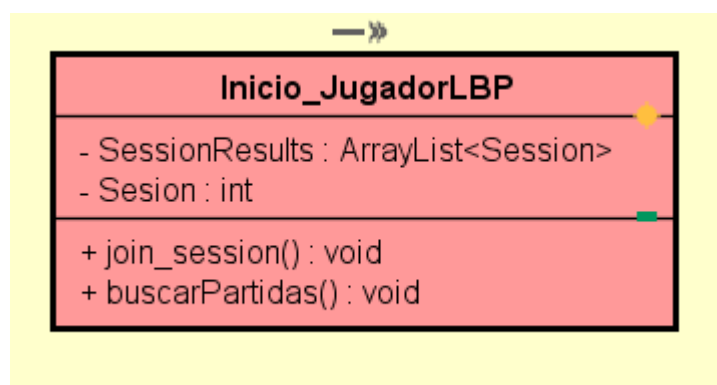 Inicio_JugadorLBP
- SessionResults : ArrayList<Session>
- Sesion : int
+ join_session() : void
+ buscarPartidas() : void